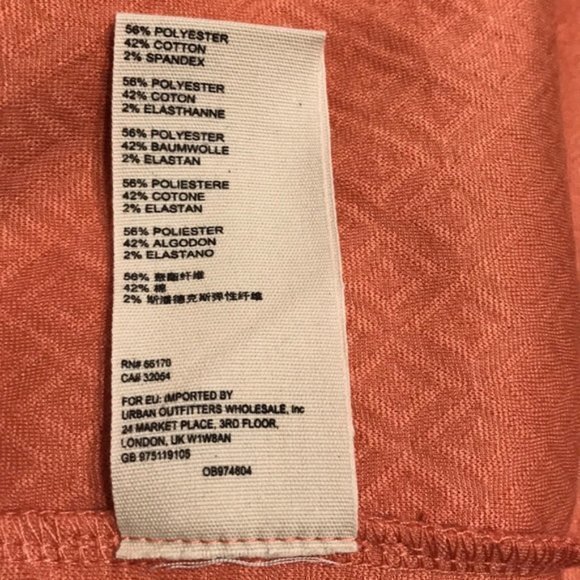 56% POLYESTER
42% COTTON
2% SPANDEX
56% POLYESTER
42% COTON
2% ELASTHANNE
56% POLYESTER
42% BAUMWOLLE
2% ELASTAN
56% POLIESTERE
42% COTONE
2% ELASTAN
56% POLIESTER
42% ALGODON
2% ELASTANO
56% 聚酯纤维
42% 棉
2% 斯潘德克斯弹性纤维
RN# 66170
CA# 32054
FOR EU: IMPORTED BY
URBAN OUTFITTERS WHOLESALE, Inc
24 MARKET PLACE, 3RD FLOOR,
LONDON, UK W1W8AN
GB 975119105
OB974604